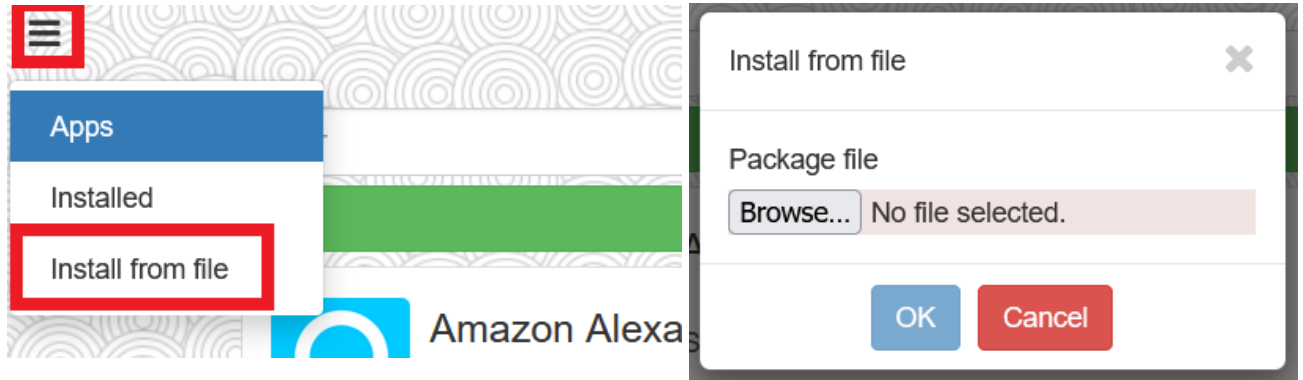 Apps
Installed
Install from file
Amazon Alexa
Install from file
Package file
Browse... No file selected.
OK
Cancel